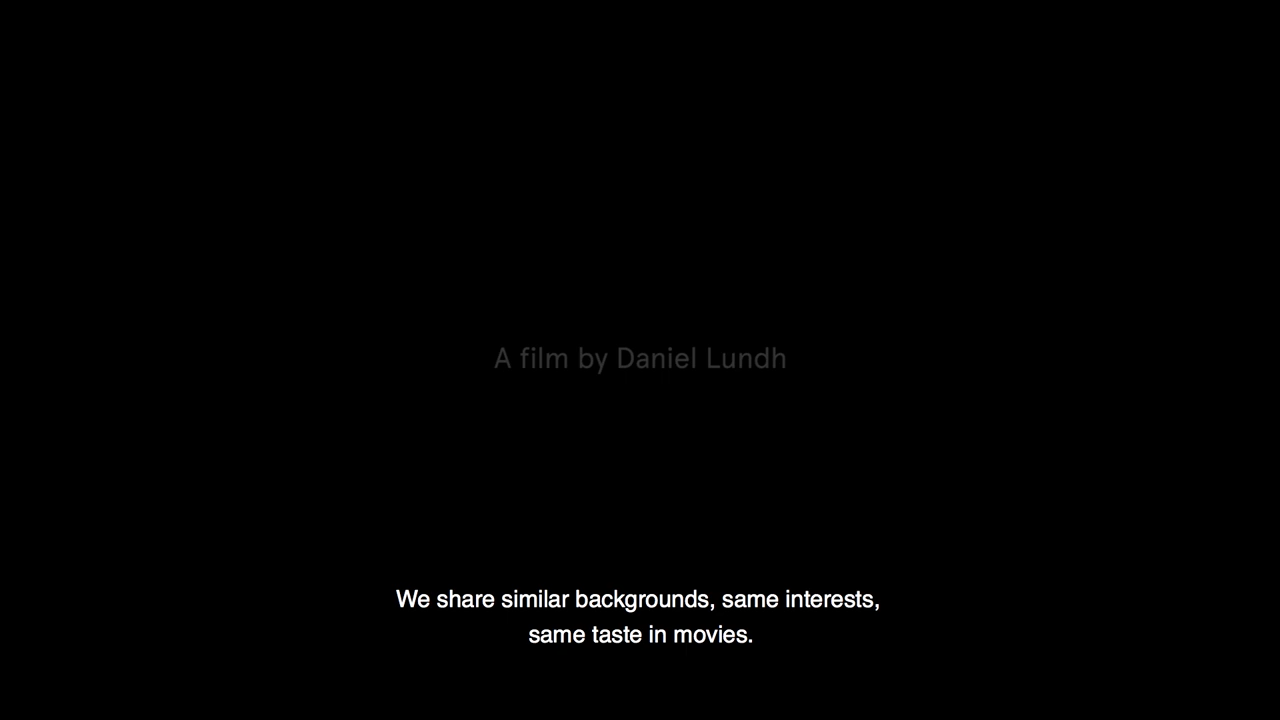 A film by Daniel Lundh
We share similar backgrounds, same interests,
same taste in movies.